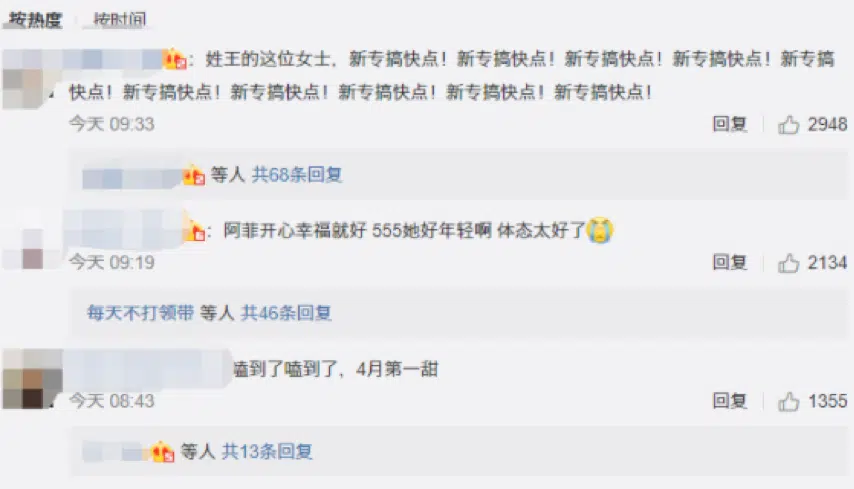 按热度 按时间
：姓王的这位女士，新专搞快点！新专搞快点！新专搞快点！新专搞快点！新专搞
快点！新专搞快点！新专搞快点！新专搞快点！新专搞快点！新专搞快点！
今天 09:33 回复 2948
等人 共68条回复
：阿菲开心幸福就好 555她好年轻啊 体态太好了
今天 09:19 回复 2134
每天不打领带 等人 共46条回复
嗑到了嗑到了，4月第一甜
今天 08:43 回复 1355
等人 共13条回复